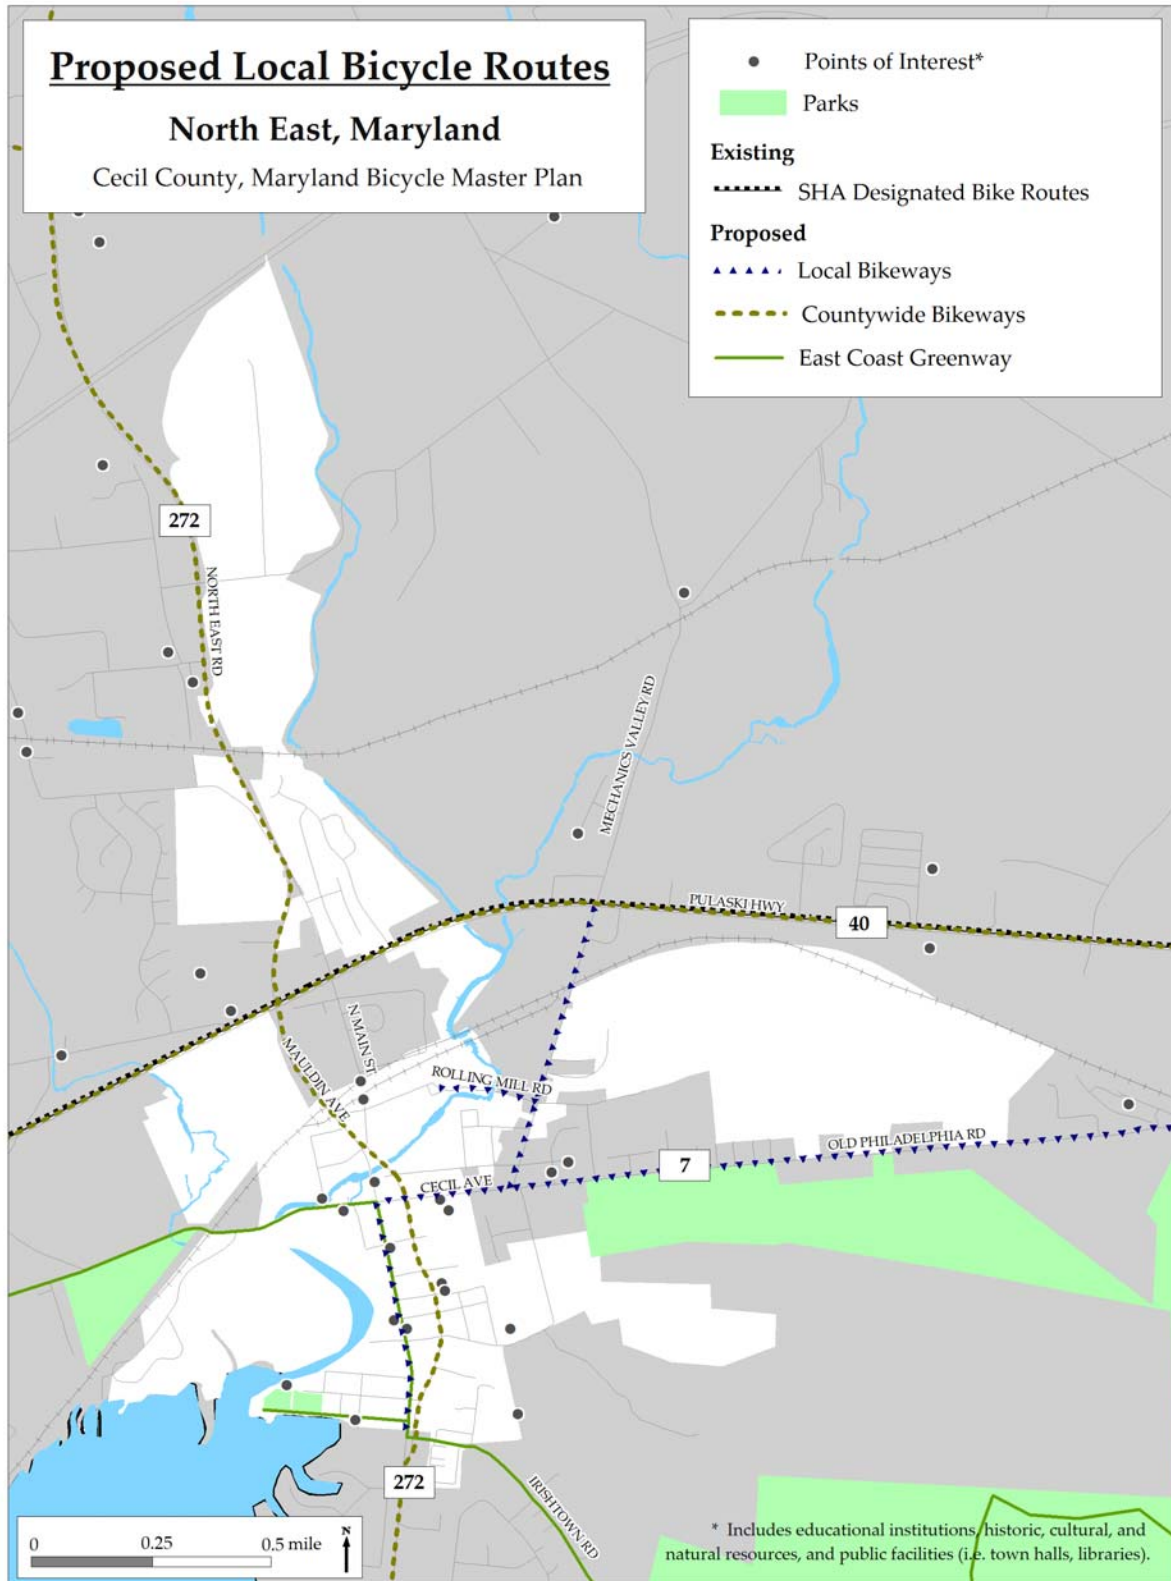 Proposed Local Bicycle Routes
North East, Maryland
Cecil County, Maryland Bicycle Master Plan
Points of Interest*
Parks
Existing
SHA Designated Bike Routes
Proposed
Local Bikeways
Countywide Bikeways
East Coast Greenway
272
NORTH EAST RD
MECHANICS VALLEY RD
PULASKI HWY
40
N MAIN ST
MAULDIN AVE
ROLLING MILL RD
OLD PHILADELPHIA RD
7
CECIL AVE
272
IRISHTOWN RD
0 0.25 0.5 mile
N
* Includes educational institutions, historic, cultural, and
natural resources, and public facilities (i.e. town halls, libraries).